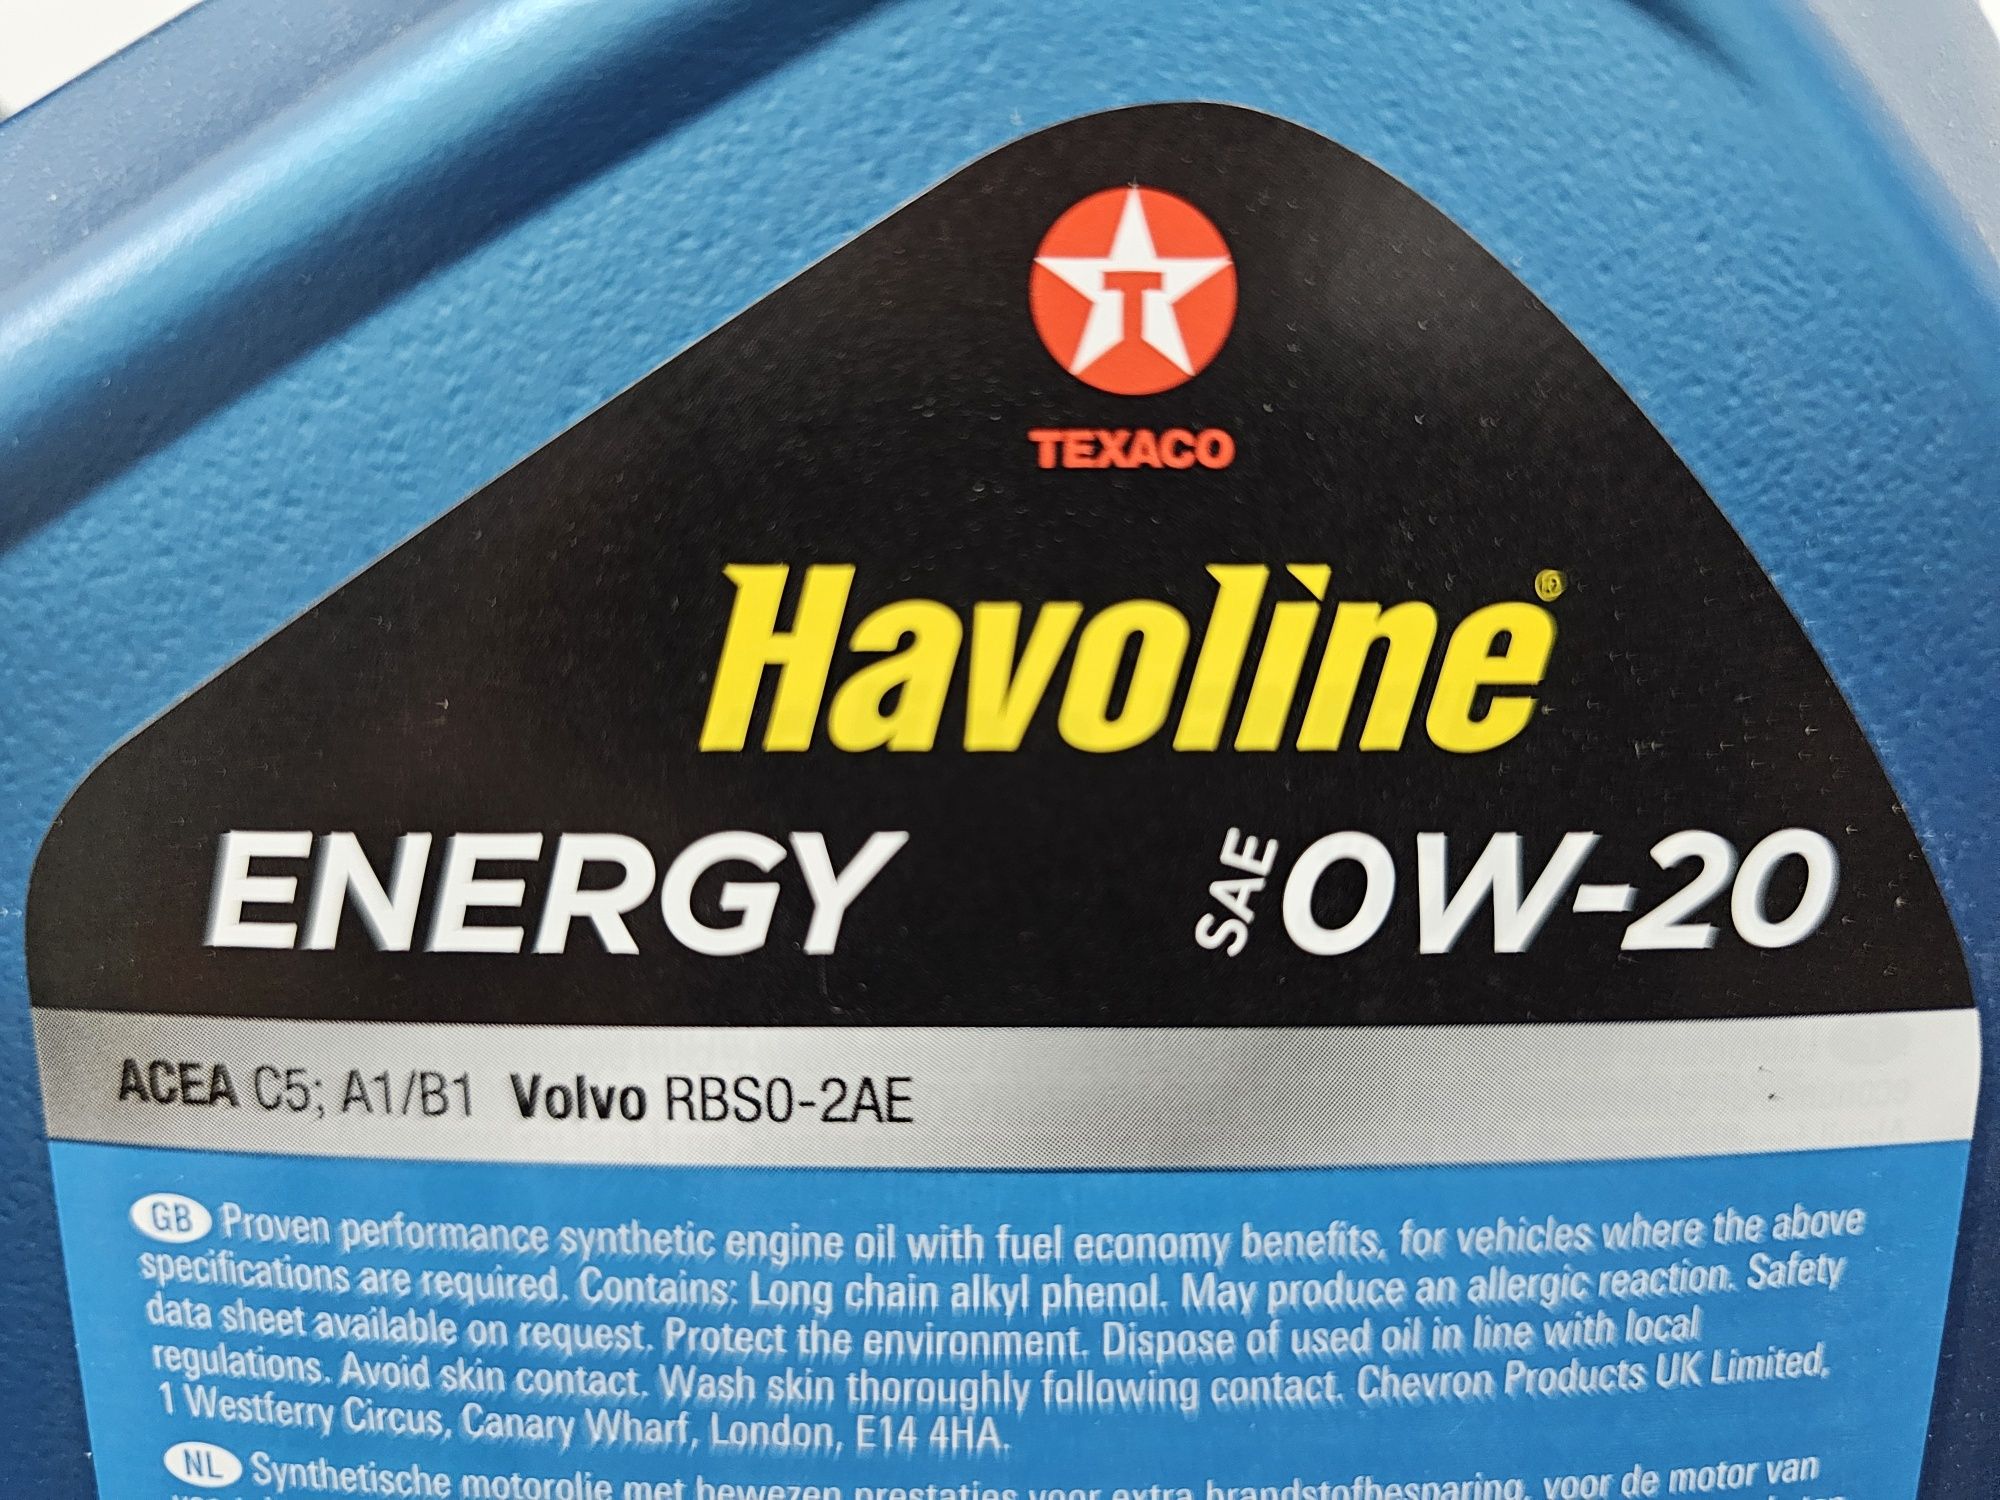 T
TEXACO
Havoline®
ENERGY SAE 0W-20
ACEA C5; A1/B1 Volvo RBS0-2AE
GB Proven performance synthetic engine oil with fuel economy benefits, for vehicles where the above
specifications are required. Contains: Long chain alkyl phenol. May produce an allergic reaction. Safety
data sheet available on request. Protect the environment. Dispose of used oil in line with local
regulations. Avoid skin contact. Wash skin thoroughly following contact. Chevron Products UK Limited,
1 Westferry Circus, Canary Wharf, London, E14 4HA.
NL Synthetische motorolie met bewezen prestaties voor extra brandstofbesparing, voor de motor van